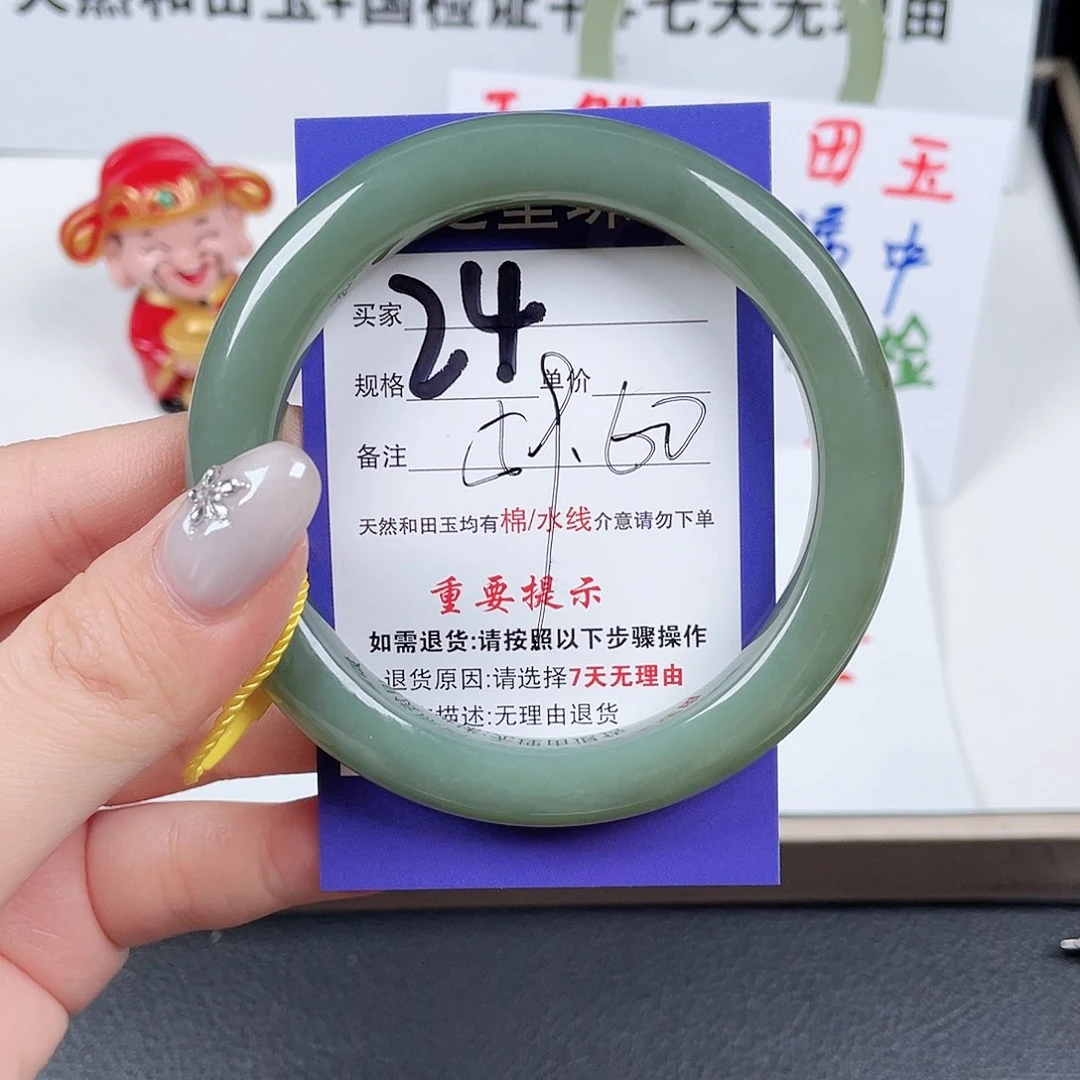 天然和田玉+国检证书+七天无理由
田玉
中
检
买家
24
规格 单价
备注
60
天然和田玉均有棉/水线介意请勿下单
重要提示
如需退货:请按照以下步骤操作
退货原因:请选择7天无理由
描述:无理由退货